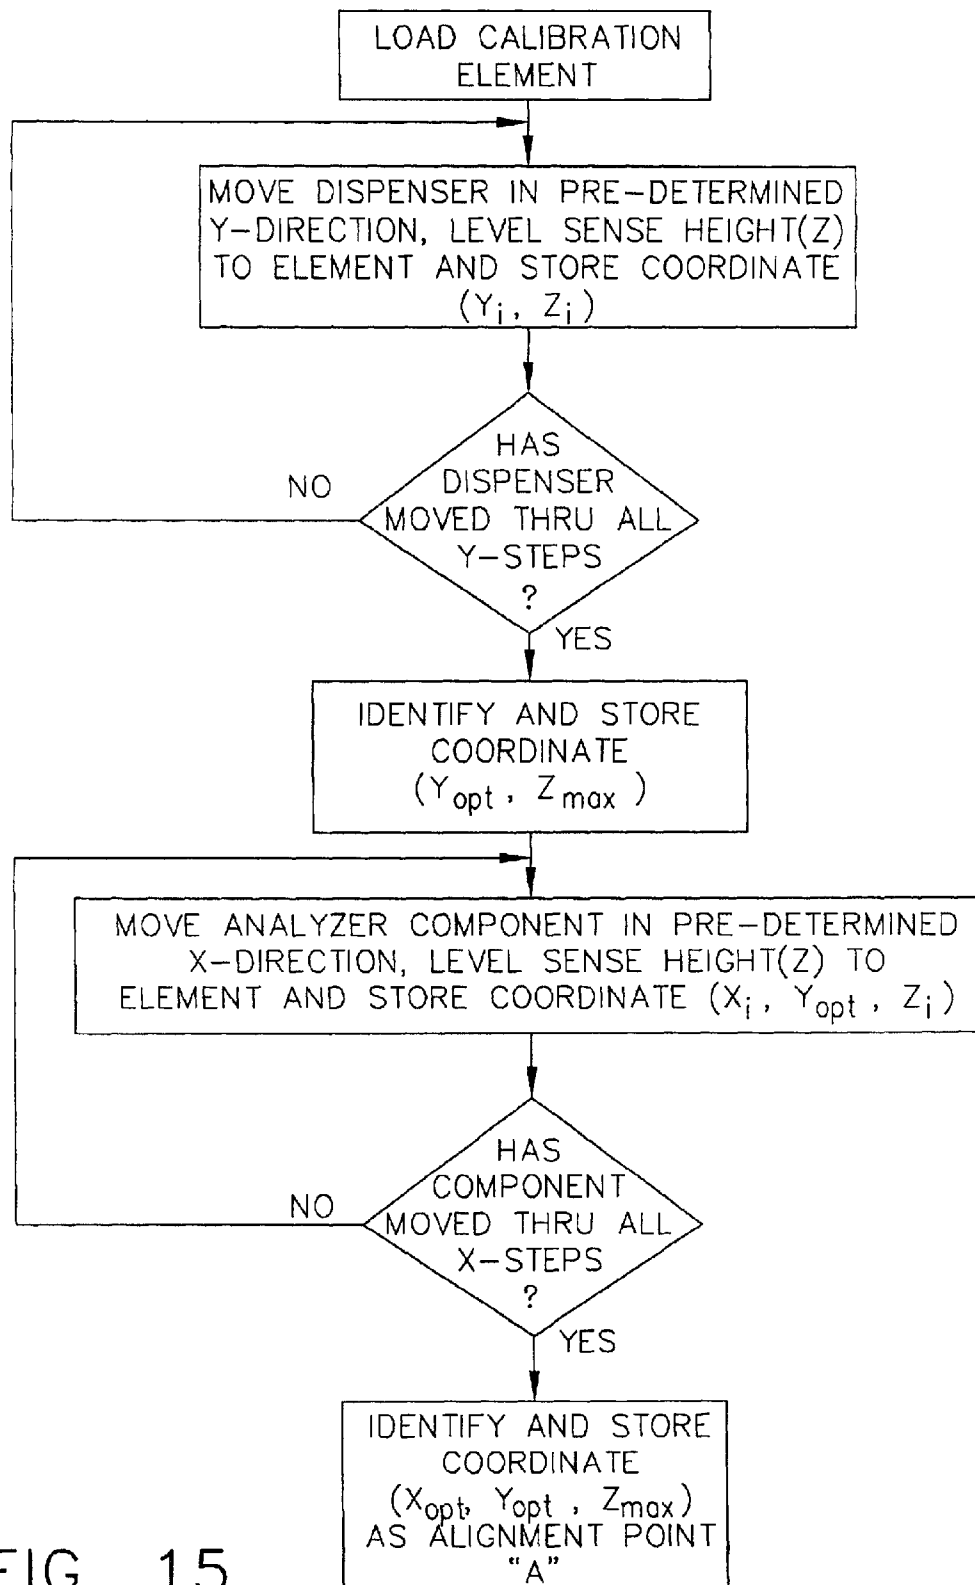 LOAD CALIBRATION
ELEMENT
MOVE DISPENSER IN PRE-DETERMINED
Y-DIRECTION, LEVEL SENSE HEIGHT(Z)
TO ELEMENT AND STORE COORDINATE
(Yi, Zi)
HAS
DISPENSER
MOVED THRU ALL
Y-STEPS
?
NO
YES
IDENTIFY AND STORE
COORDINATE
(Yopt, Zmax)
MOVE ANALYZER COMPONENT IN PRE-DETERMINED
X-DIRECTION, LEVEL SENSE HEIGHT(Z) TO
ELEMENT AND STORE COORDINATE (Xi, Yopt, Zi)
HAS
COMPONENT
MOVED THRU ALL
X-STEPS
?
NO
YES
IDENTIFY AND STORE
COORDINATE
(Xopt, Yopt, Zmax)
AS ALIGNMENT POINT
"A"
FIG. 15